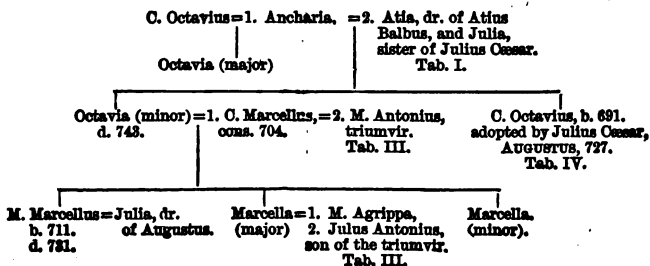 C. Octavius=1. Ancharia, =2. Atia, dr. of Atius
Balbus, and Julia,
sister of Julius Cæsar.
Octavia (major)
Tab. I.
Octavia (minor)=1. C. Marcellus,=2. M. Antonius,
d. 743.
cons. 704.
triumvir.
Tab. III.
C. Octavius, b. 691.
adopted by Julius Cæsar,
AUGUSTUS, 727.
Tab. IV.
M. Marcellus=Julia, dr.
b. 711.
of Augustus.
d. 731.
Marcella=1. M. Agrippa,
(major)
2. Julus Antonius,
son of the triumvir.
Tab. III.
Marcella.
(minor).